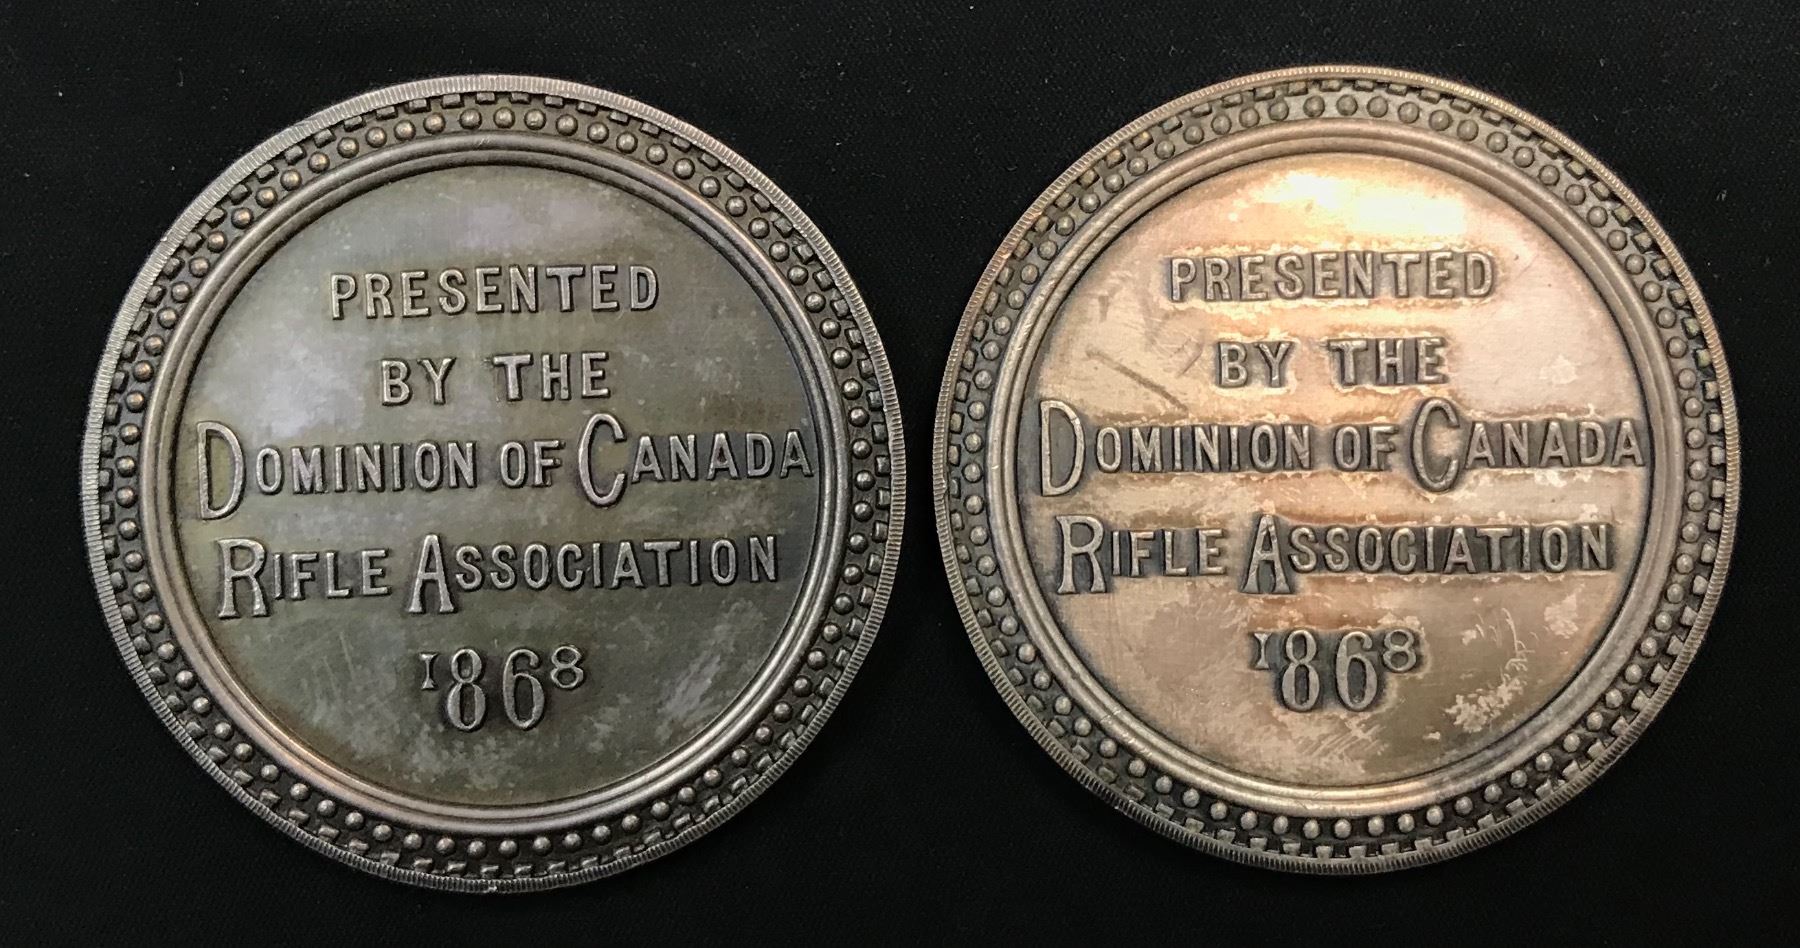 PRESENTED
BY THE
DOMINION OF CANADA
RIFLE ASSOCIATION
1868
PRESENTED
BY THE
DOMINION OF CANADA
RIFLE ASSOCIATION
1868